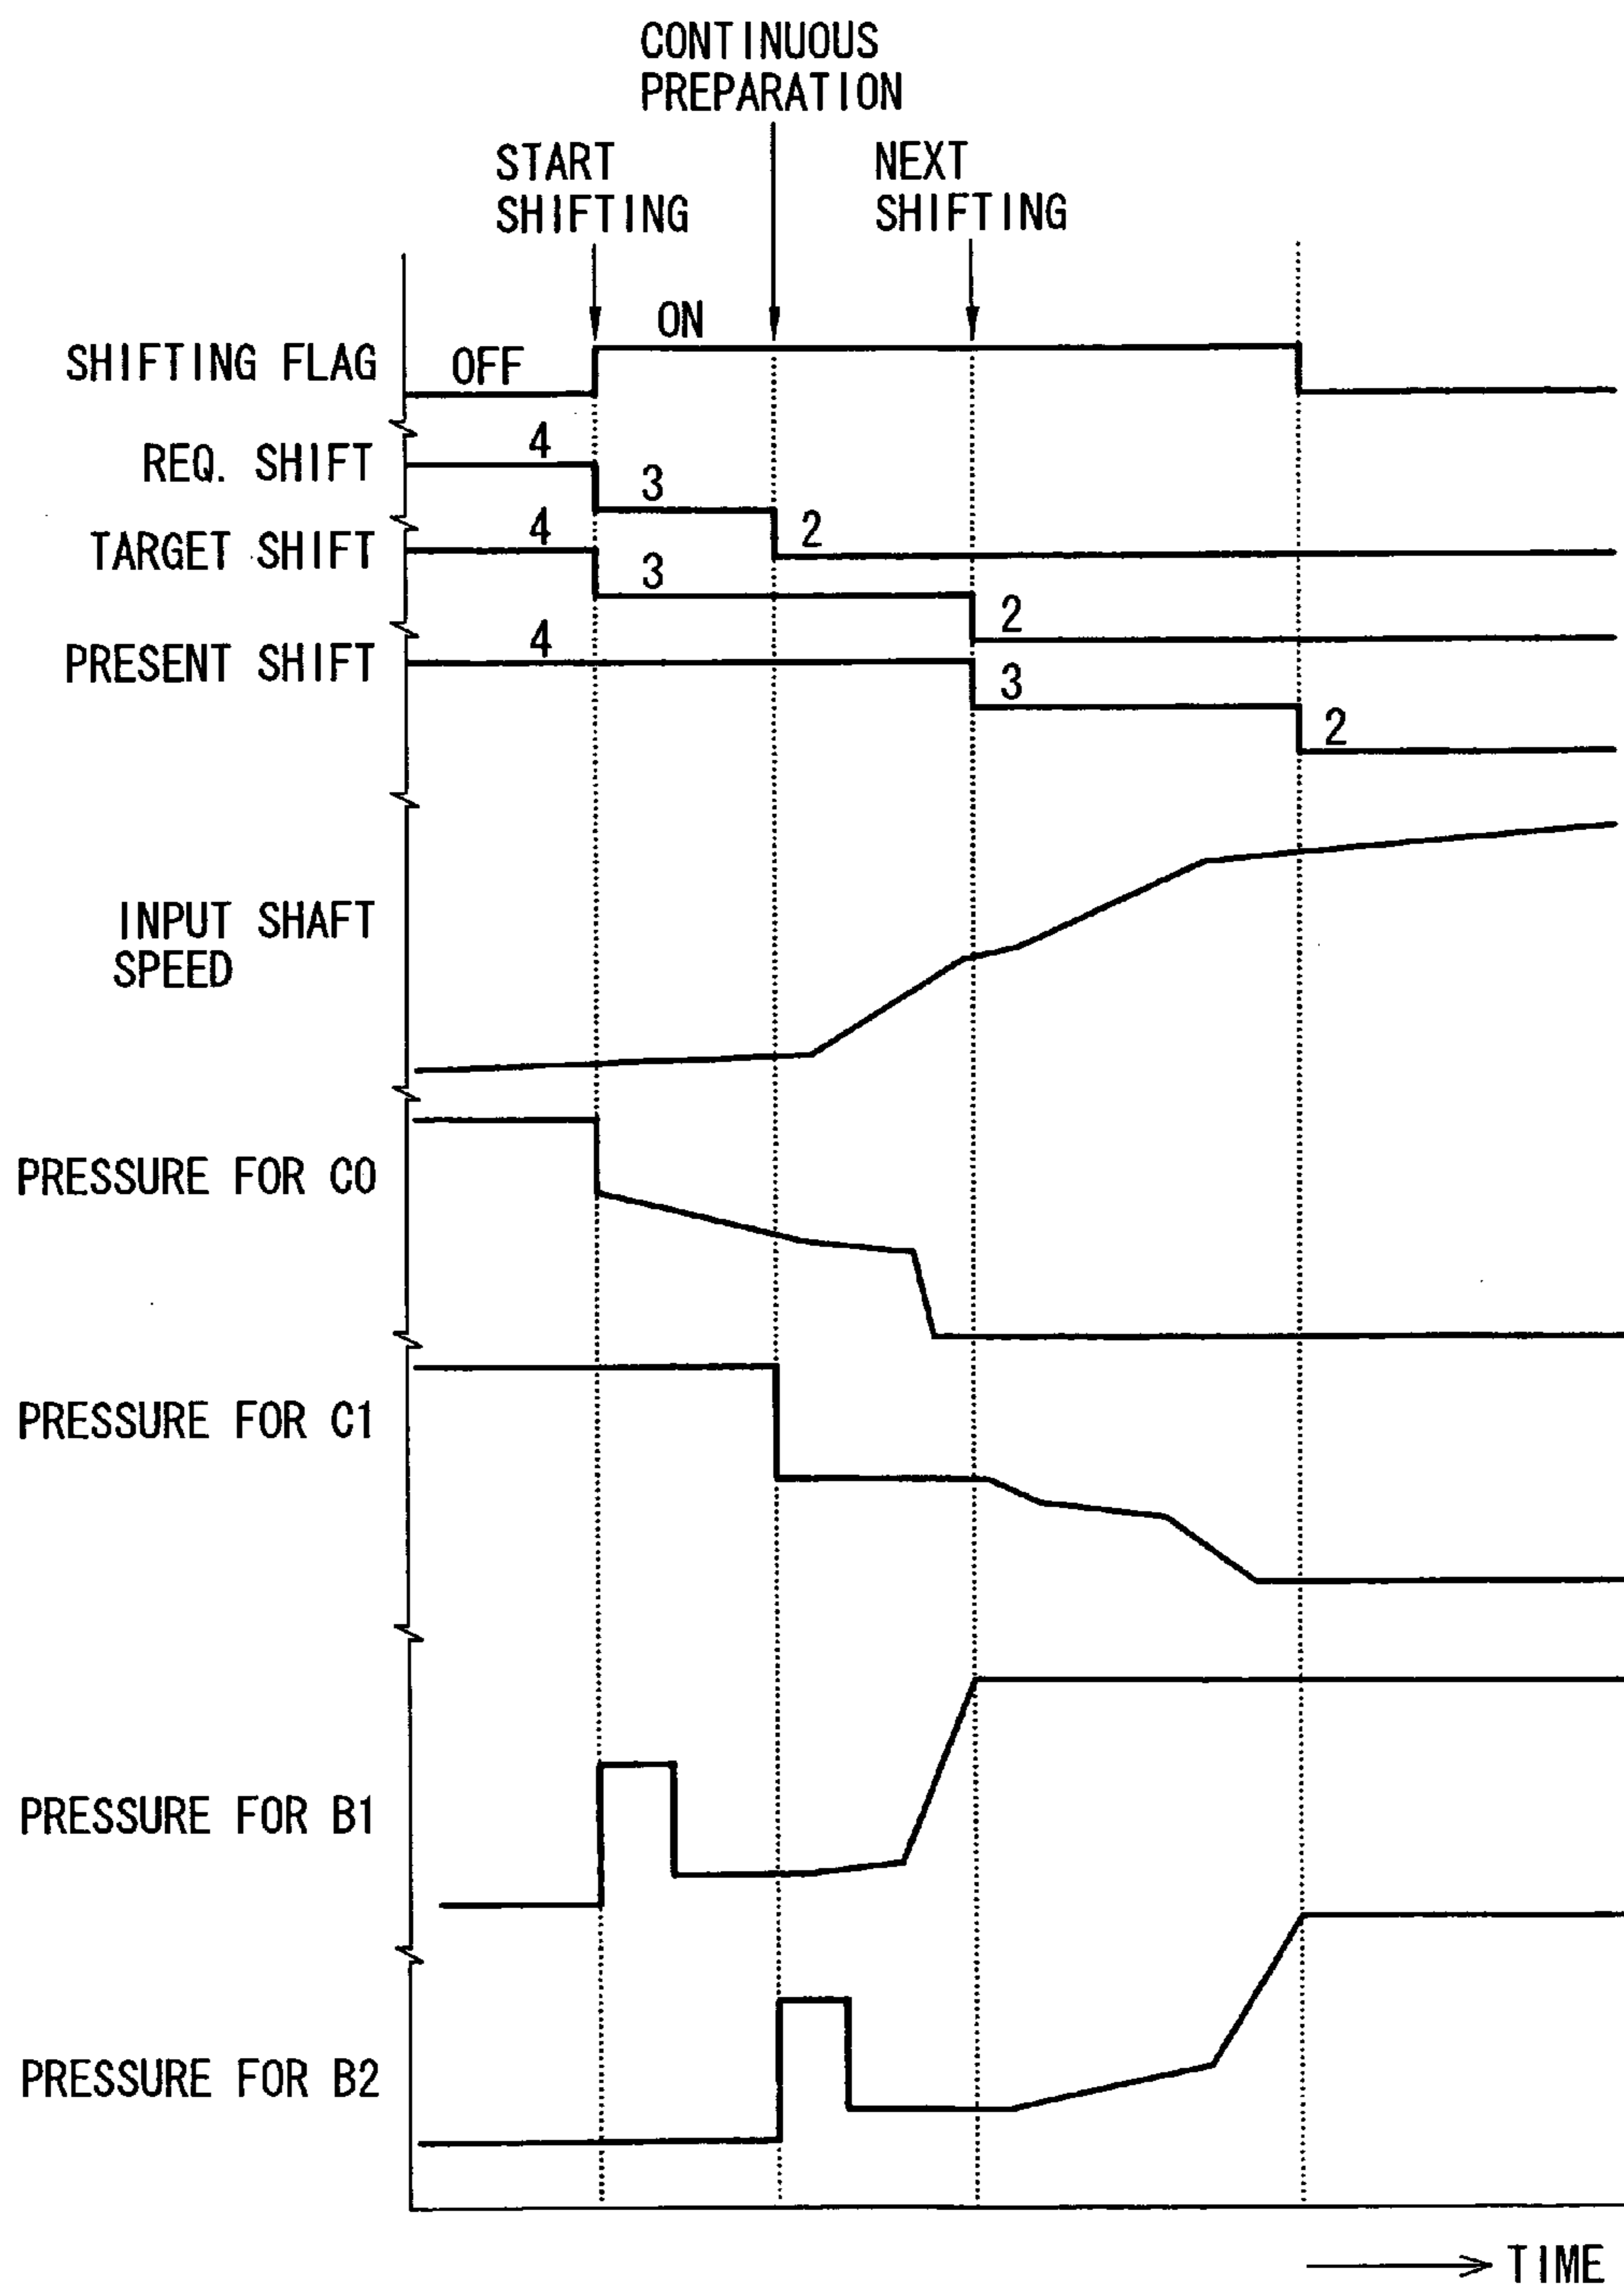 CONTINUOUS
PREPARATION
START
SHIFTING
NEXT
SHIFTING
ON
SHIFTING FLAG
OFF
REQ. SHIFT
4
3
2
TARGET SHIFT
4
3
2
PRESENT SHIFT
4
3
2
INPUT SHAFT
SPEED
PRESSURE FOR C0
PRESSURE FOR C1
PRESSURE FOR B1
PRESSURE FOR B2
TIME